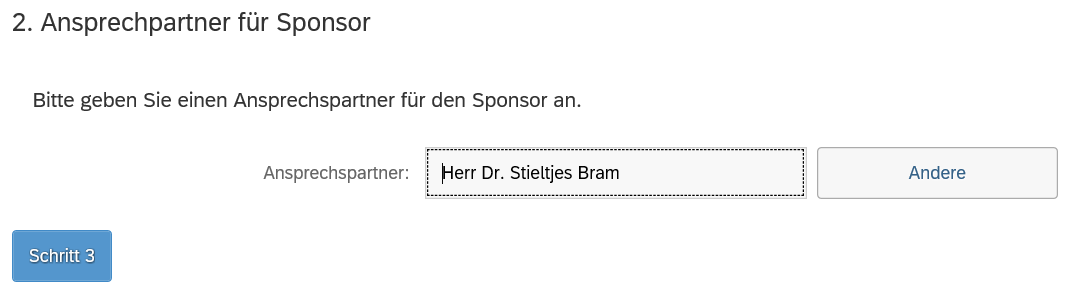 2. Ansprechpartner für Sponsor
Bitte geben Sie einen Ansprechspartner für den Sponsor an.
Ansprechspartner: Herr Dr. Stieltjes Bram Andere
Schritt 3